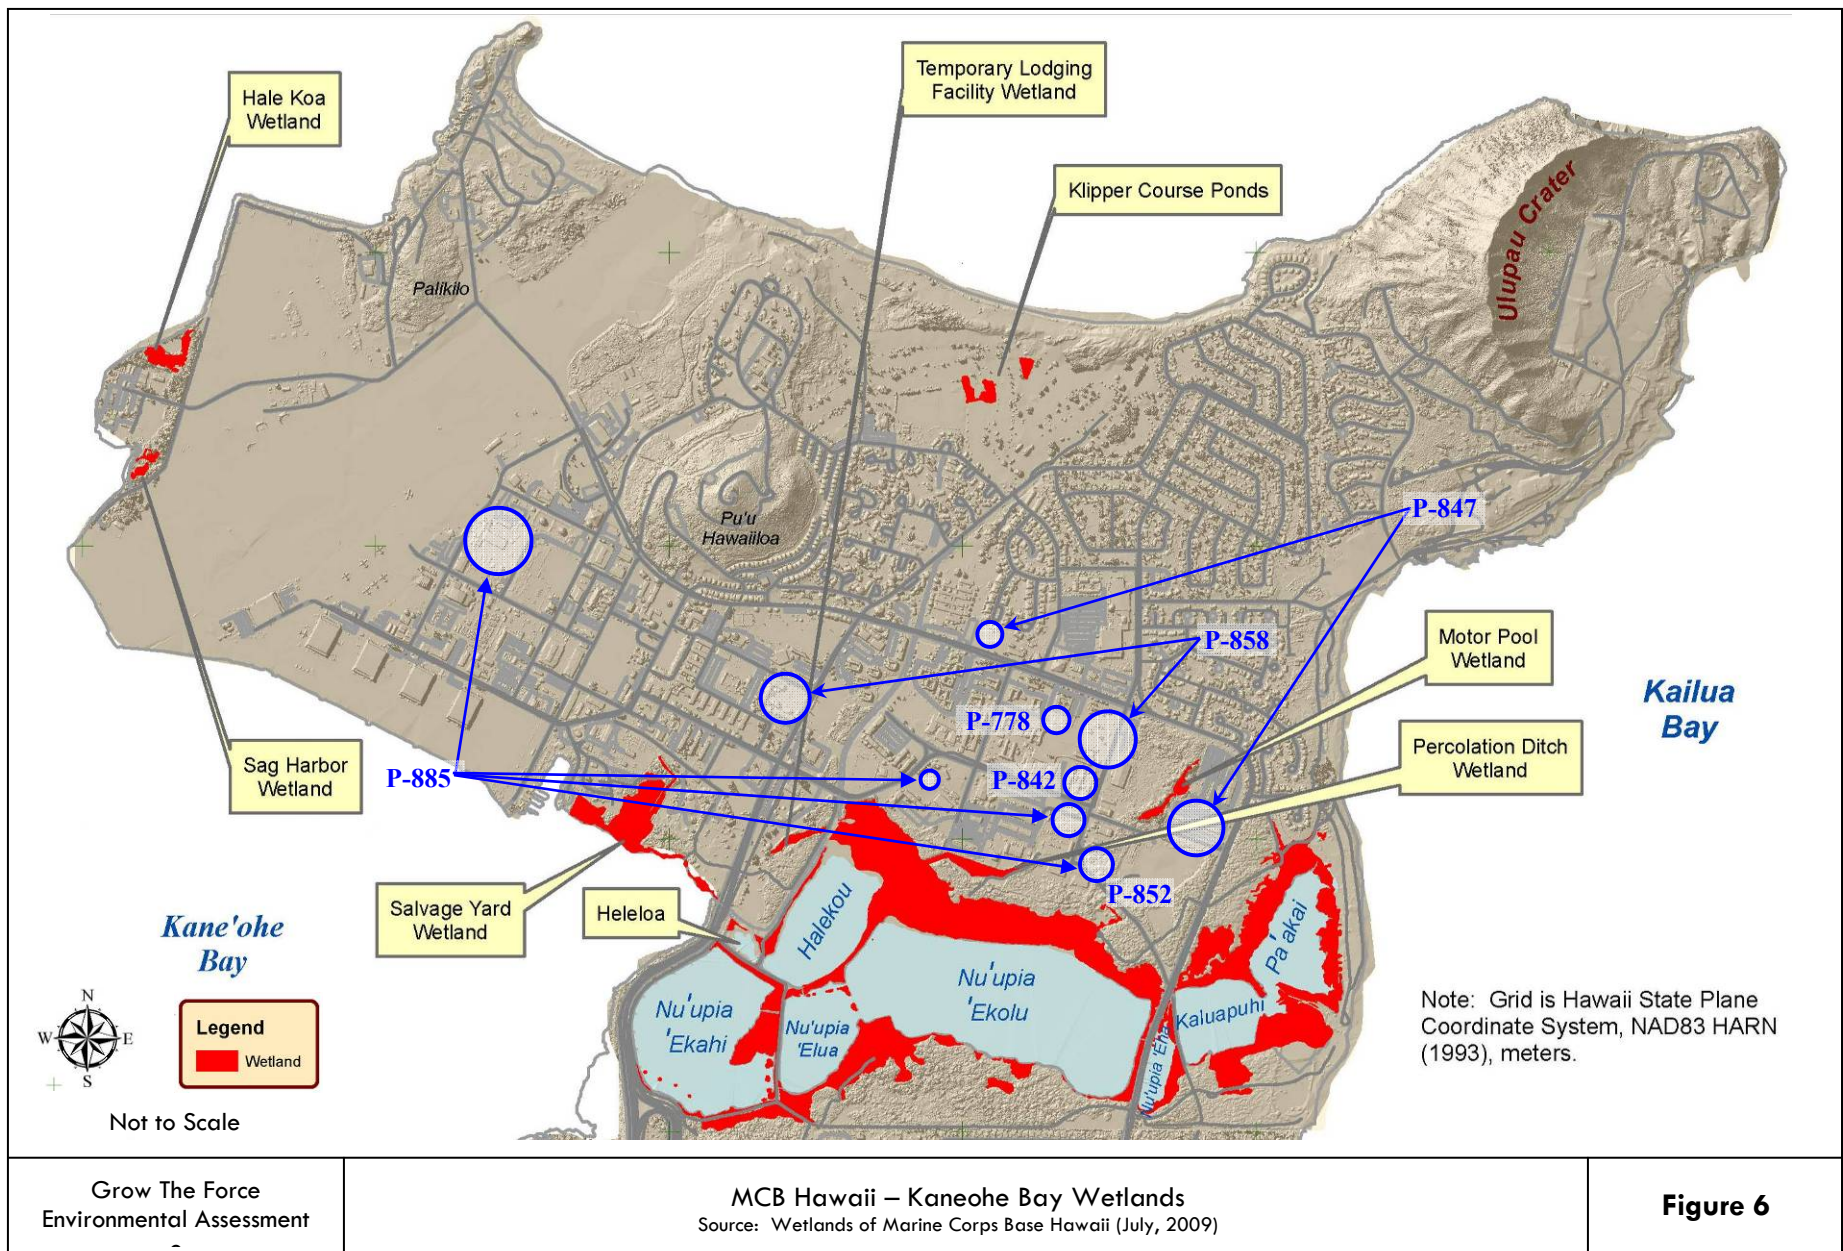 Hale Koa
Wetland
Temporary Lodging
Facility Wetland
Klipper Course Ponds
Ulupau Crater
Palikilo
Pu'u
Hawaiiloa
P-847
P-858
Motor Pool
Wetland
Kailua
Bay
P-778
Sag Harbor
Wetland
P-885
P-842
Percolation Ditch
Wetland
P-852
Salvage Yard
Wetland
Heleloa
Halekou
Pa'akai
Kane'ohe
Bay
Nu'upia
'Ekahi
Nu'upia
'Elua
Nu'upia
'Ekolu
Nu'upia 'Eha
Kaluapuhi
N
W
E
S
Legend
Wetland
Note: Grid is Hawaii State Plane
Coordinate System, NAD83 HARN
(1993), meters.
Not to Scale
Grow The Force
Environmental Assessment
MCB Hawaii – Kaneohe Bay Wetlands
Source: Wetlands of Marine Corps Base Hawaii (July, 2009)
Figure 6